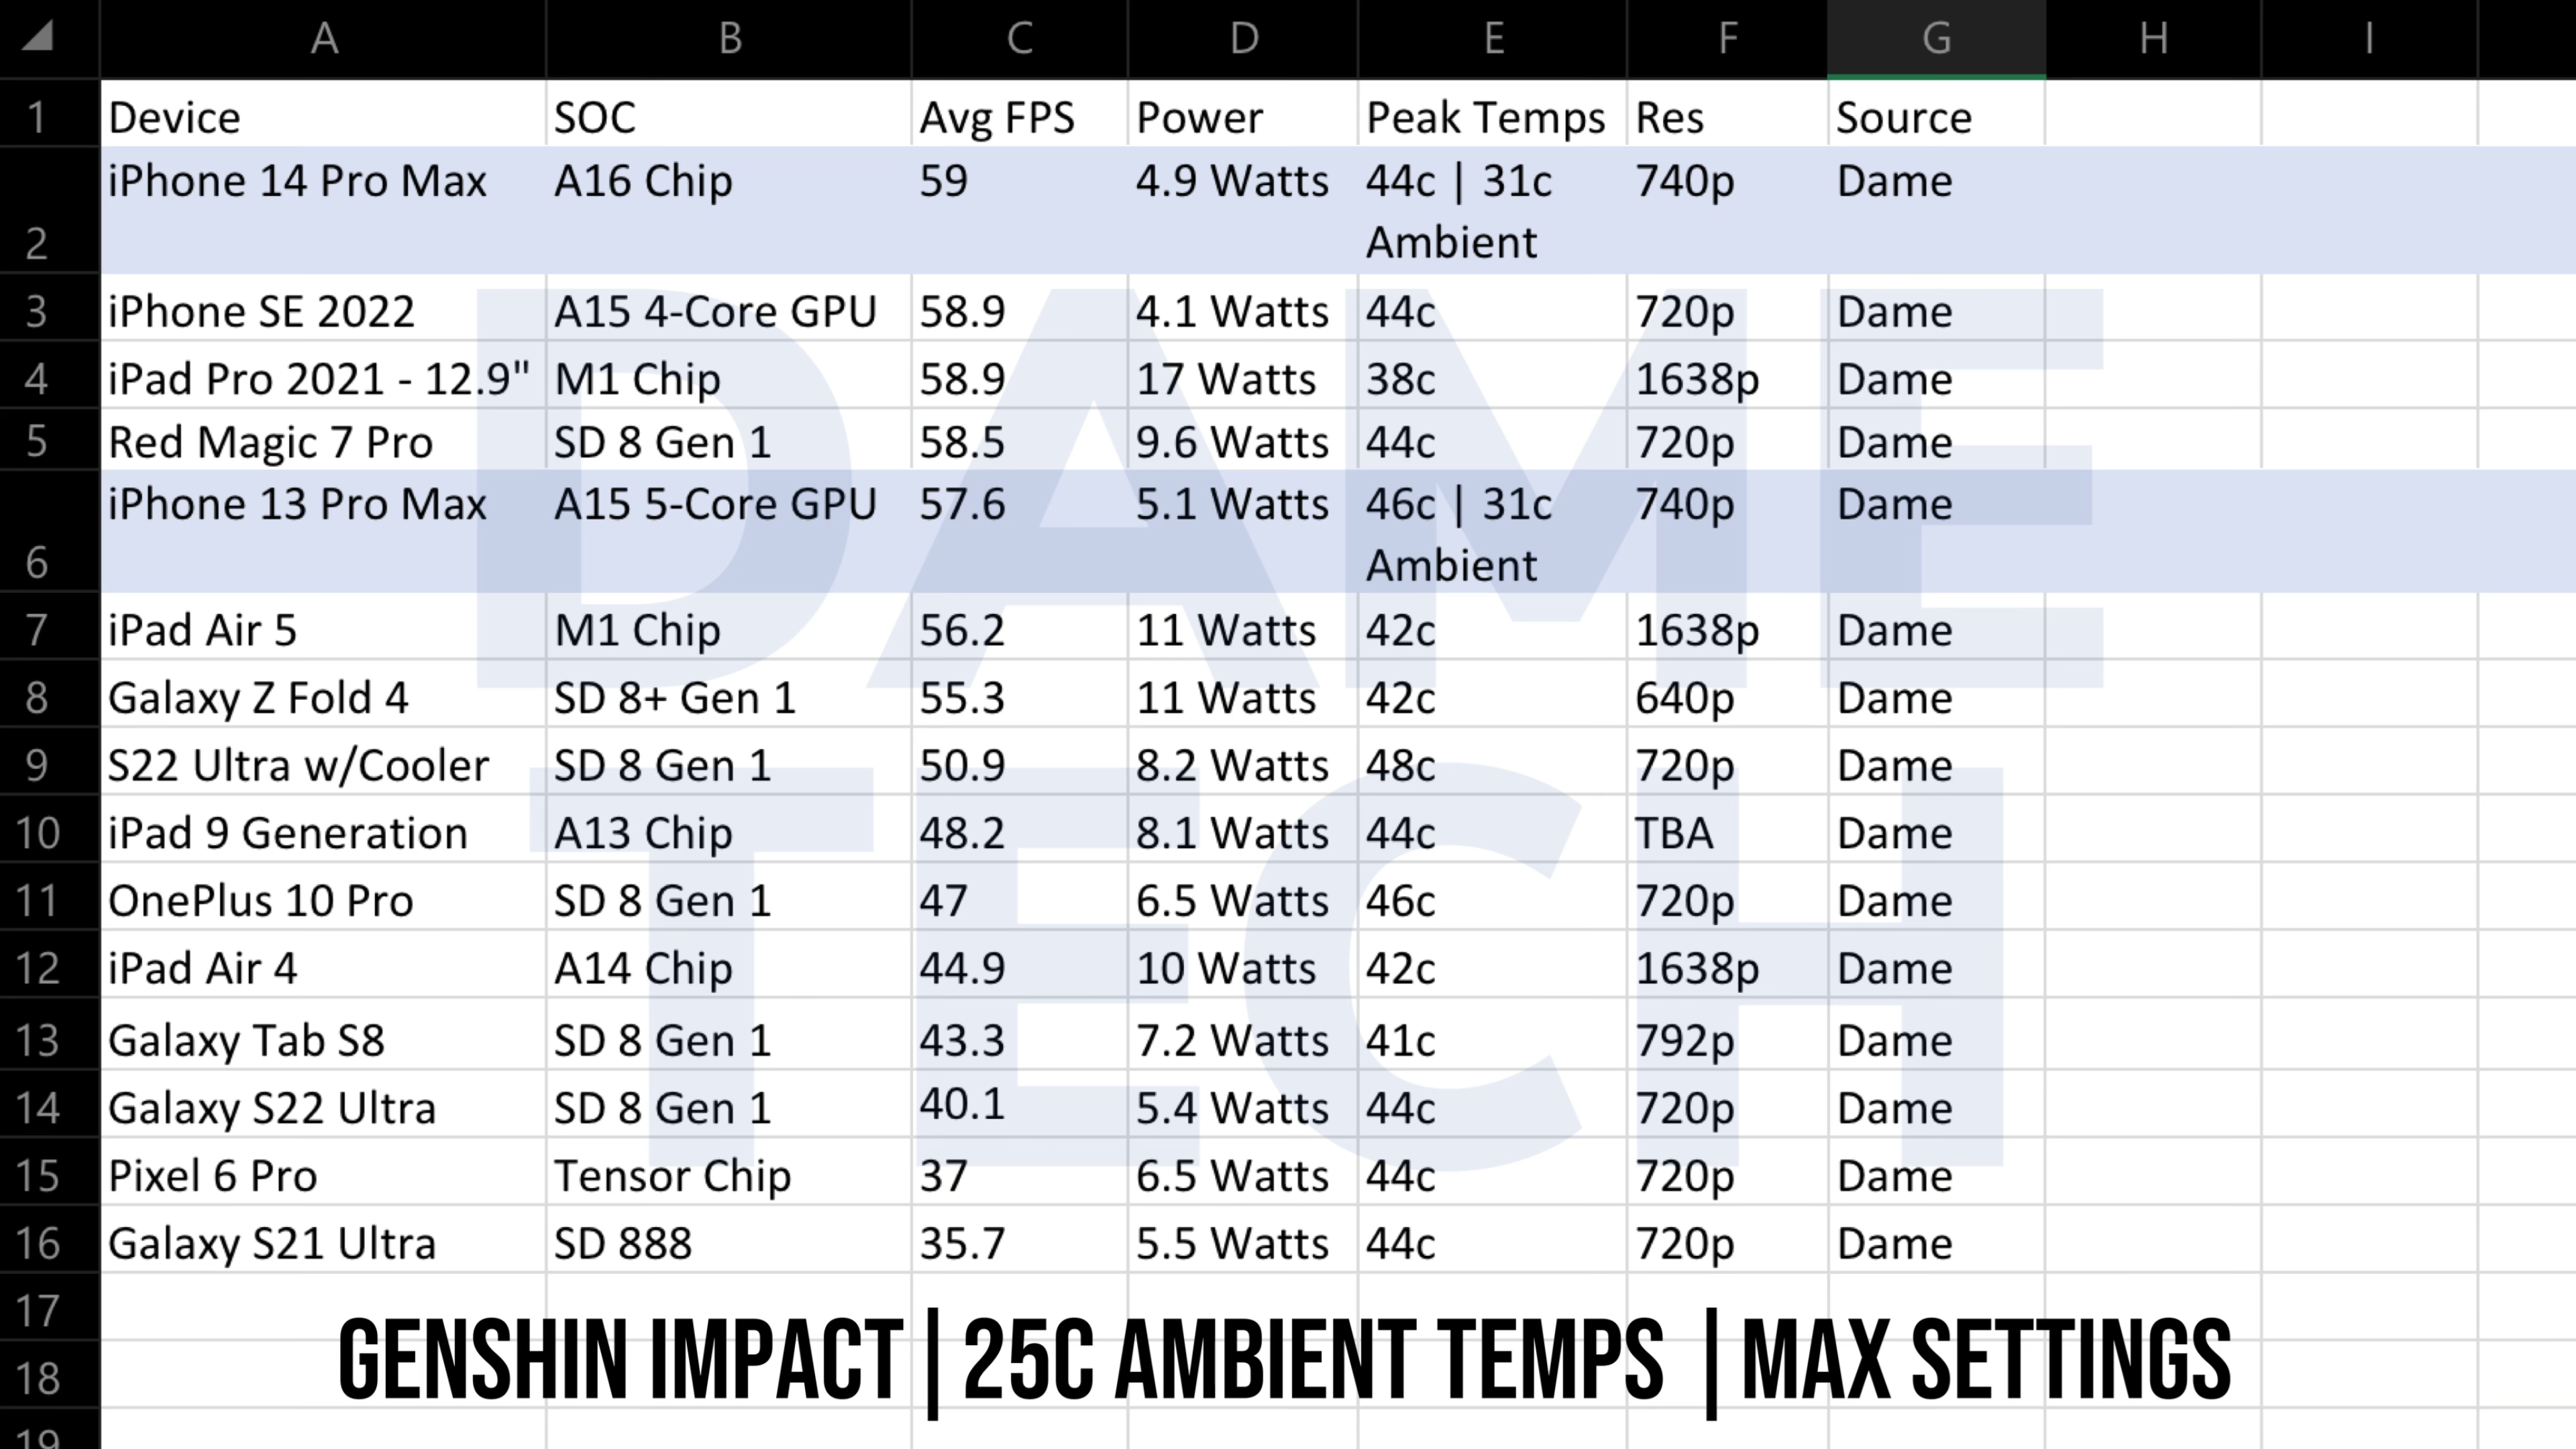 A B C D E F G H I
1 Device SOC Avg FPS Power Peak Temps Res Source
2 iPhone 14 Pro Max A16 Chip 59 4.9 Watts 44c | 31c Ambient 740p Dame
3 iPhone SE 2022 A15 4-Core GPU 58.9 4.1 Watts 44c 720p Dame
4 iPad Pro 2021 - 12.9" M1 Chip 58.9 17 Watts 38c 1638p Dame
5 Red Magic 7 Pro SD 8 Gen 1 58.5 9.6 Watts 44c 720p Dame
6 iPhone 13 Pro Max A15 5-Core GPU 57.6 5.1 Watts 46c | 31c Ambient 740p Dame
7 iPad Air 5 M1 Chip 56.2 11 Watts 42c 1638p Dame
8 Galaxy Z Fold 4 SD 8+ Gen 1 55.3 11 Watts 42c 640p Dame
9 S22 Ultra w/Cooler SD 8 Gen 1 50.9 8.2 Watts 48c 720p Dame
10 iPad 9 Generation A13 Chip 48.2 8.1 Watts 44c TBA Dame
11 OnePlus 10 Pro SD 8 Gen 1 47 6.5 Watts 46c 720p Dame
12 iPad Air 4 A14 Chip 44.9 10 Watts 42c 1638p Dame
13 Galaxy Tab S8 SD 8 Gen 1 43.3 7.2 Watts 41c 792p Dame
14 Galaxy S22 Ultra SD 8 Gen 1 40.1 5.4 Watts 44c 720p Dame
15 Pixel 6 Pro Tensor Chip 37 6.5 Watts 44c 720p Dame
16 Galaxy S21 Ultra SD 888 35.7 5.5 Watts 44c 720p Dame
17
18
19
GENSHIN IMPACT | 25C AMBIENT TEMPS | MAX SETTINGS
DAME
TECH